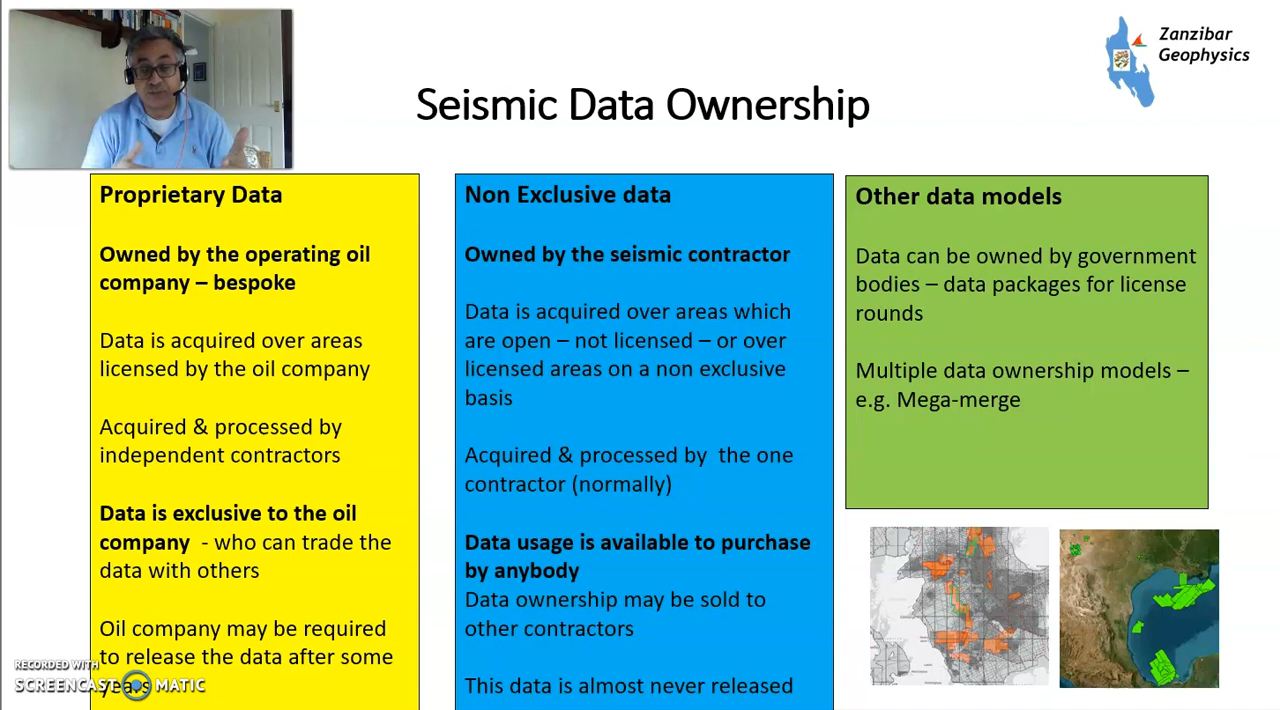 Zanzibar
Geophysics
Seismic Data Ownership
Proprietary Data
Owned by the operating oil
company – bespoke
Data is acquired over areas
licensed by the oil company
Acquired & processed by
independent contractors
Data is exclusive to the oil
company - who can trade the
data with others
Oil company may be required
to release the data after some
years
Non Exclusive data
Owned by the seismic contractor
Data is acquired over areas which
are open – not licensed – or over
licensed areas on a non exclusive
basis
Acquired & processed by the one
contractor (normally)
Data usage is available to purchase
by anybody
Data ownership may be sold to
other contractors
This data is almost never released
Other data models
Data can be owned by government
bodies – data packages for license
rounds
Multiple data ownership models –
e.g. Mega-merge
RECORDED WITH
SCREENCAST MATIC